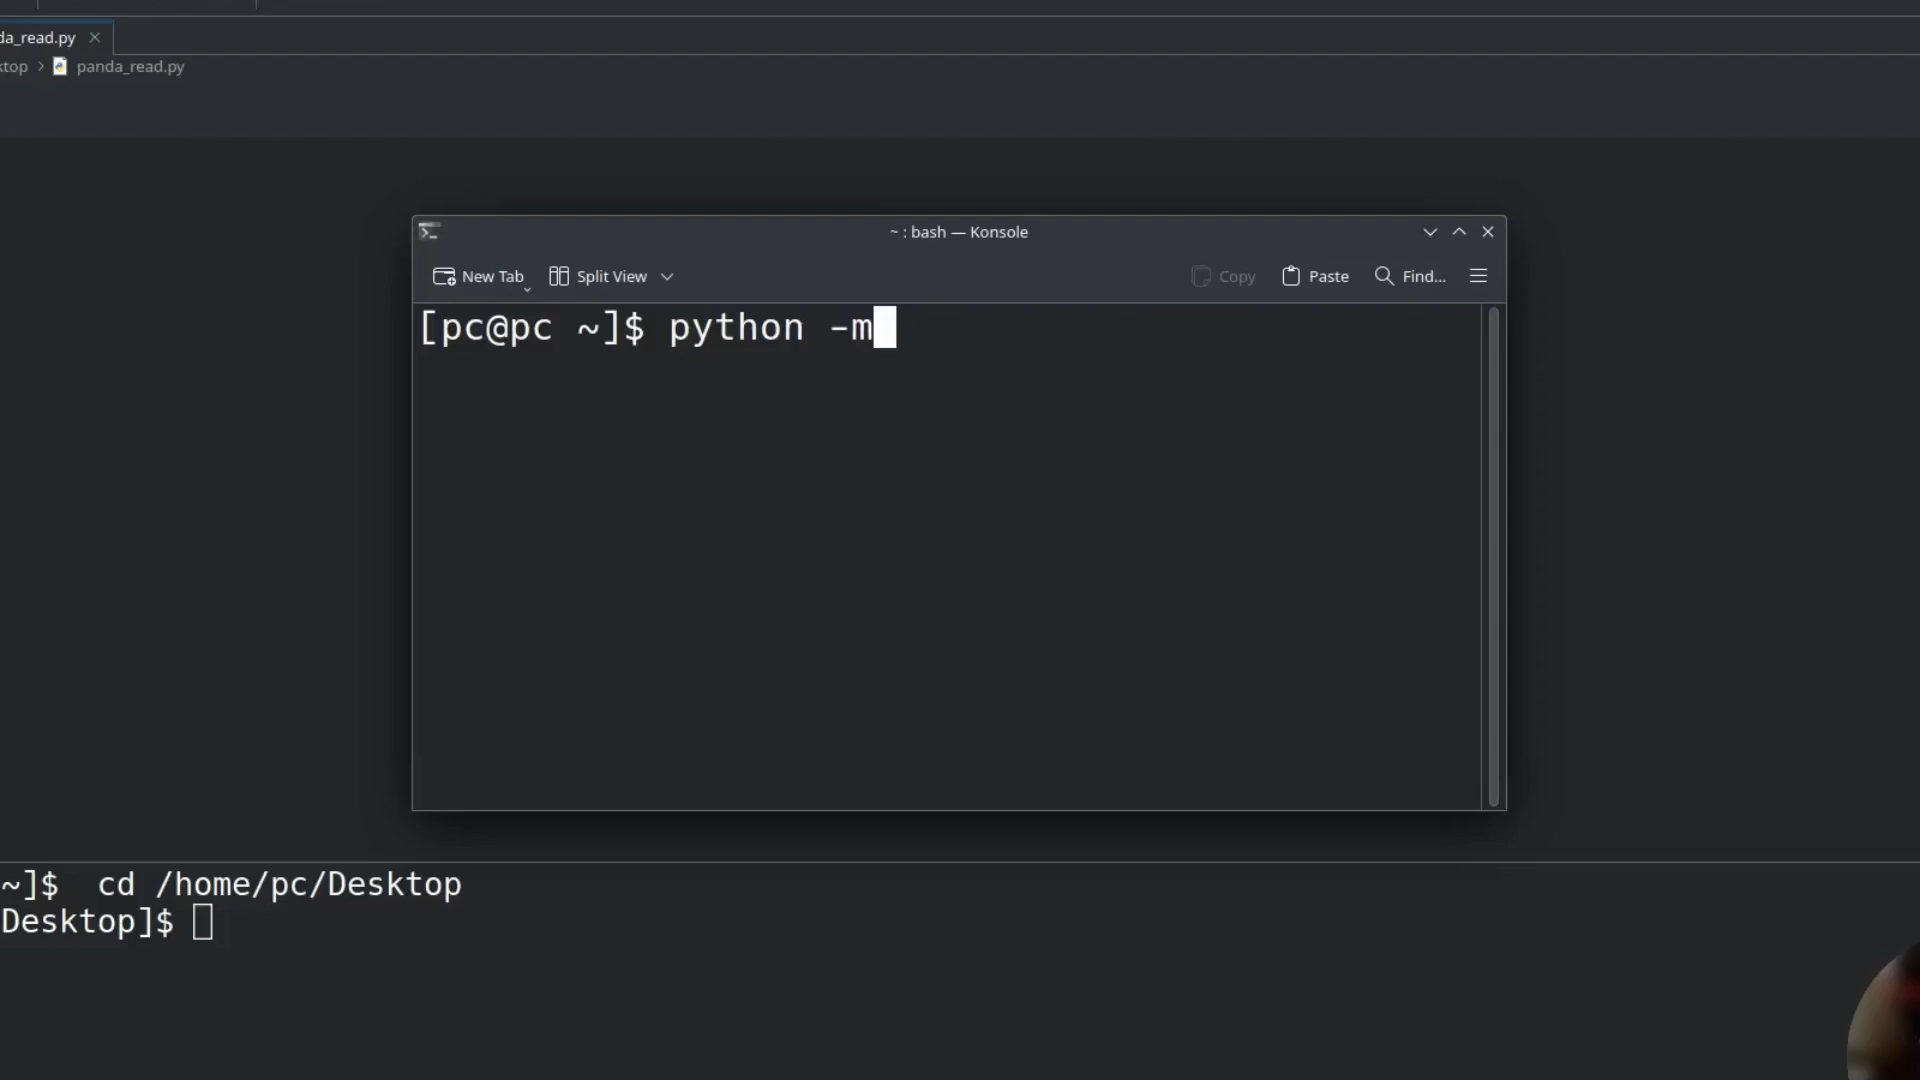 da_read.py
ktop > panda_read.py
~ : bash — Konsole
New Tab Split View Copy Paste Find...
[pc@pc ~]$ python -m
~]$  cd /home/pc/Desktop
Desktop]$